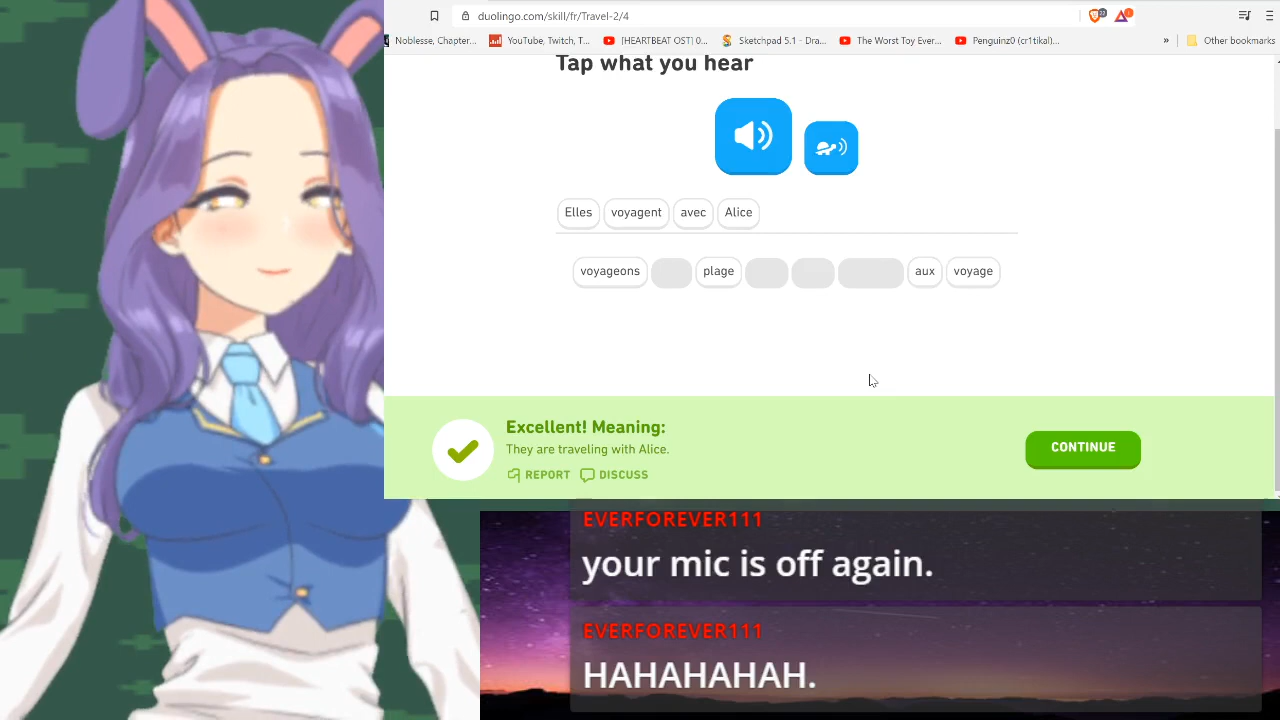 duolingo.com/skill/fr/Travel-2/4
Noblesse, Chapter... YouTube, Twitch, T... [HEARTBEAT OST] 0... Sketchpad 5.1 - Dra... The Worst Toy Ever... Penguinz0 (cr1tikal)... » Other bookmarks
Tap what you hear
Elles voyagent avec Alice
voyageons plage aux voyage
Excellent! Meaning:
They are traveling with Alice.
REPORT DISCUSS
CONTINUE
EVERFOREVER111
your mic is off again.
EVERFOREVER111
HAHAHAHAH.